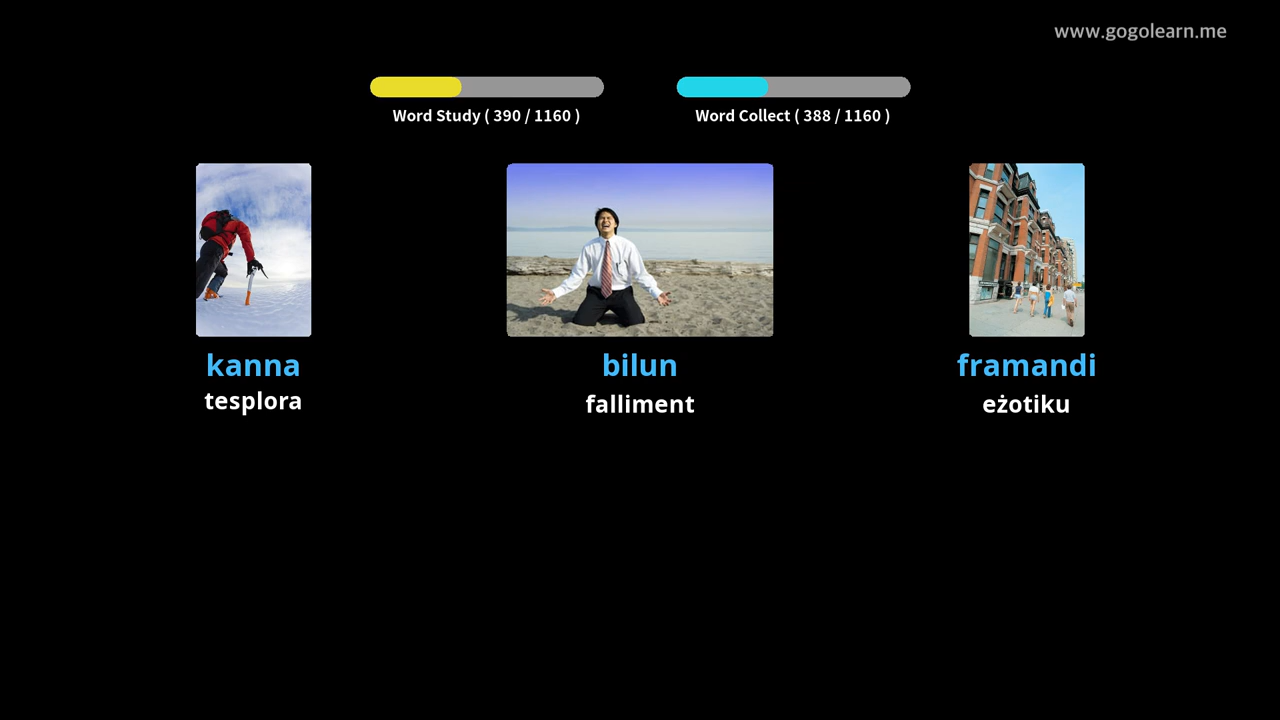 www.gogolearn.me
Word Study ( 390 / 1160 )
Word Collect ( 388 / 1160 )
kanna
tesplora
bilun
falliment
framandi
eżotiku